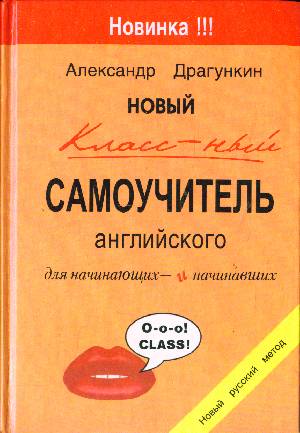 Новинка !!!
Александр Драгункин
НОВЫЙ
Класс-ный
САМОУЧИТЕЛЬ
английского
для начинающих – и начинавших
O-o-o!
CLASS!
Новый русский метод